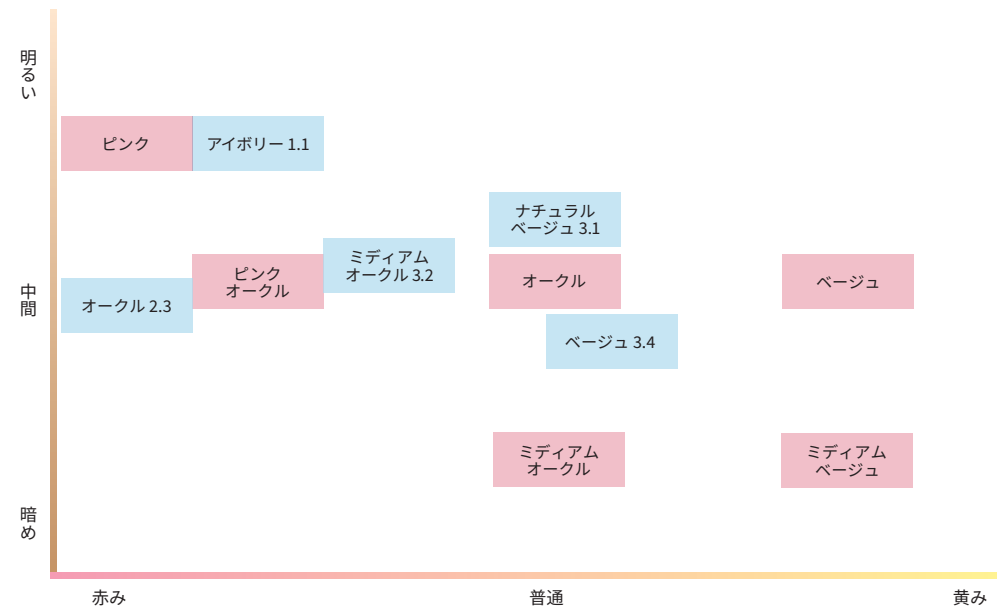 明るい
ピンク
アイボリー 1.1
ナチュラル
ベージュ 3.1
ミディアム
オークル 3.2
ピンク
オークル
オークル
ベージュ
中間
オークル 2.3
ベージュ 3.4
ミディアム
オークル
ミディアム
ベージュ
暗め
赤み
普通
黄み